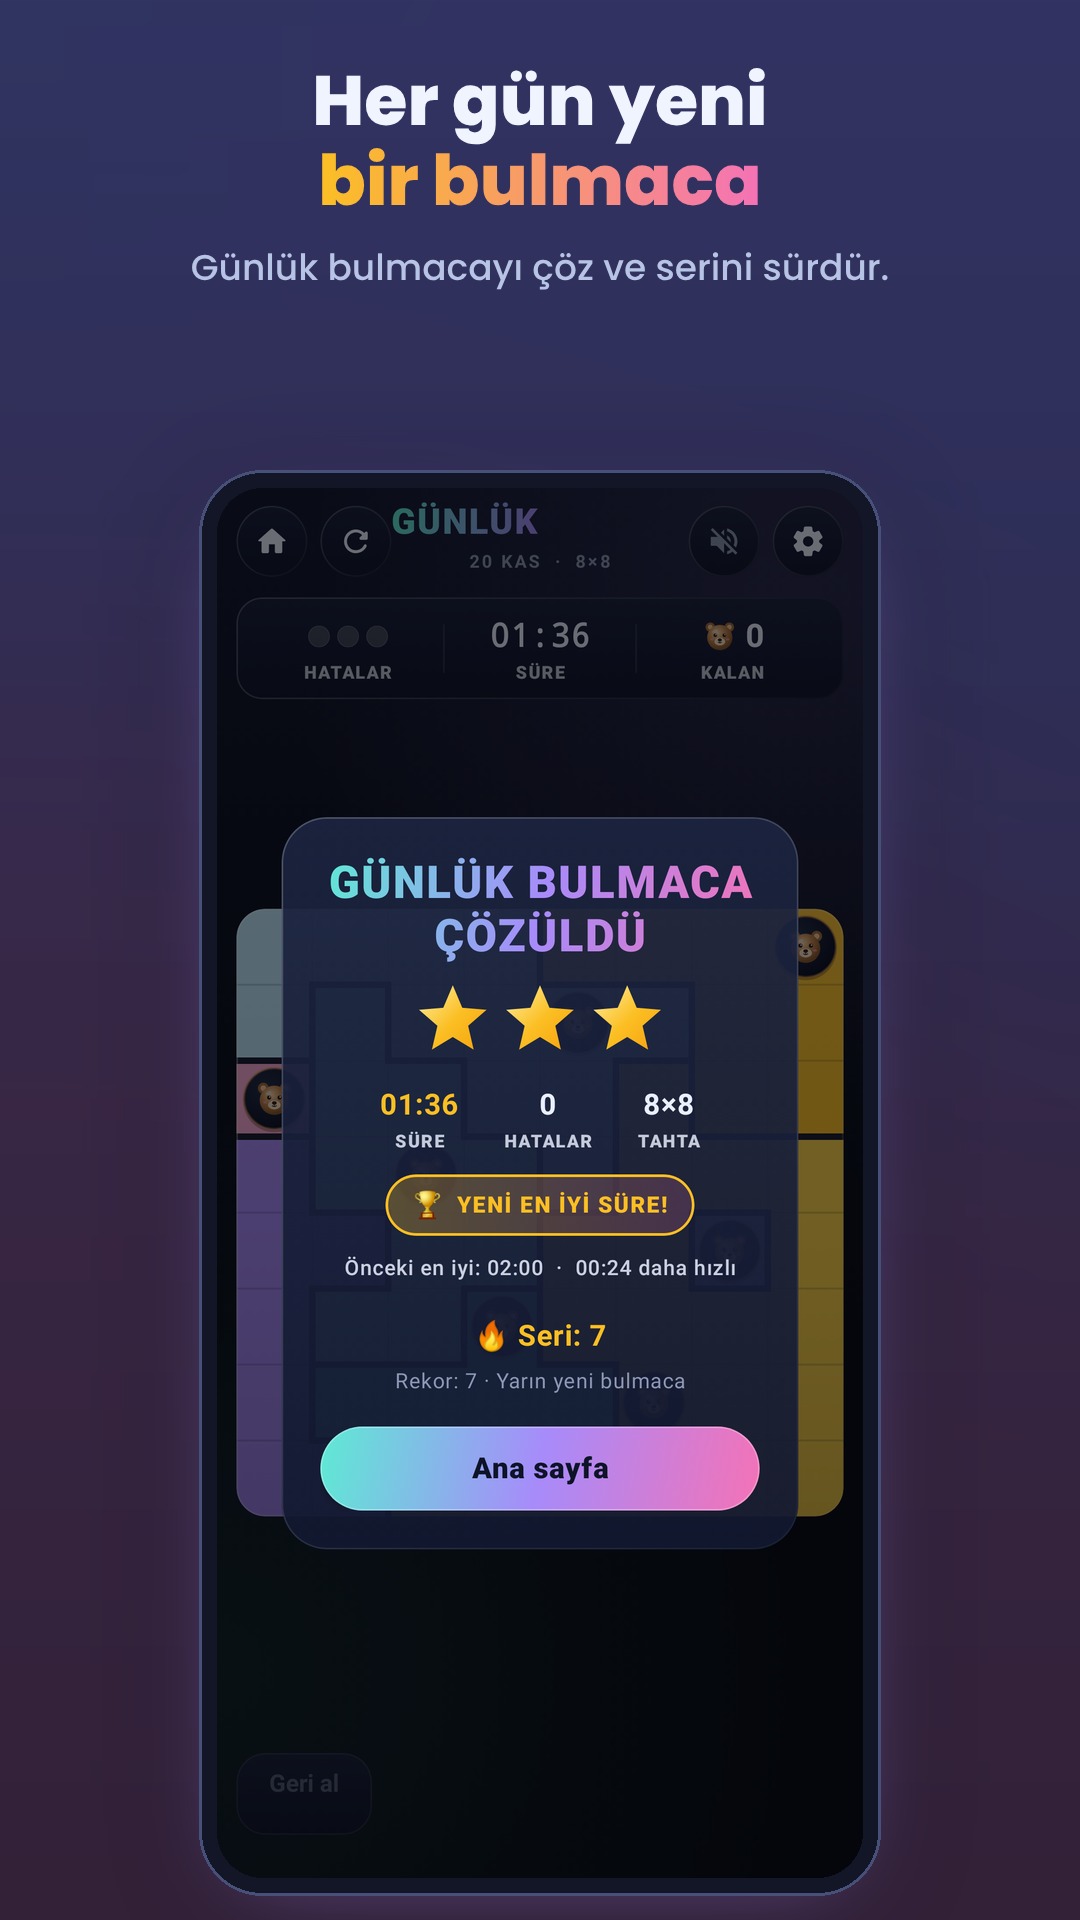 Her gün yeni
bir bulmaca
Günlük bulmacayı çöz ve serini sürdür.
GÜNLÜK
20 KAS · 8×8
01:36
0
HATALAR
SÜRE
KALAN
GÜNLÜK BULMACA
ÇÖZÜLDÜ
01:36
0
8×8
SÜRE
HATALAR
TAHTA
YENİ EN İYİ SÜRE!
Önceki en iyi: 02:00 · 00:24 daha hızlı
Seri: 7
Rekor: 7 · Yarın yeni bulmaca
Ana sayfa
Geri al